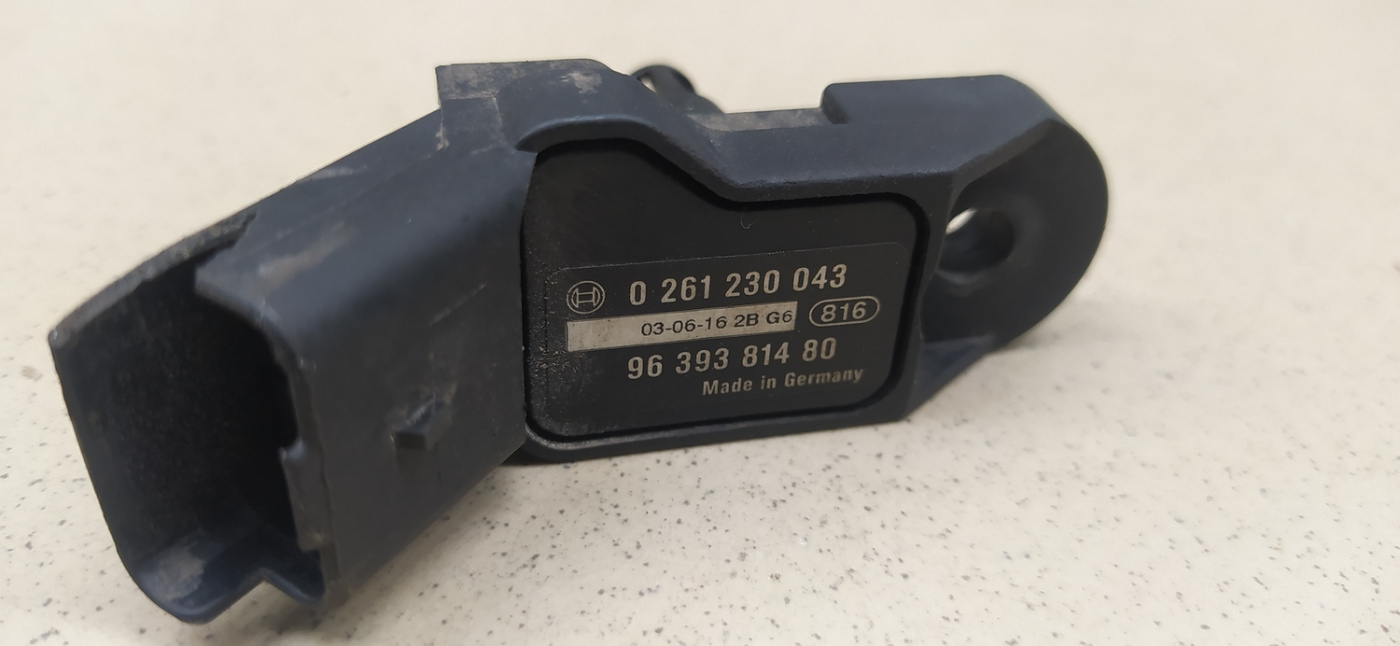 0 261 230 043
03-06-16 2B G6 816
96 393 814 80
Made in Germany